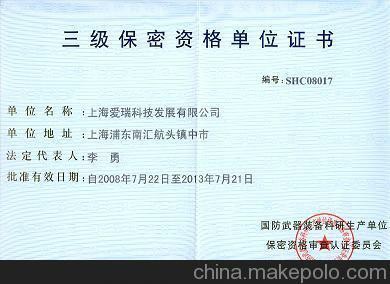 三级保密资格单位证书
编号：SHC08017
单位名称：上海爱瑞科技发展有限公司
单位地址：上海浦东南汇航头镇中市
法定代表人：李 勇
批准有效日期：自2008年7月22日至2013年7月21日
国防武器装备科研生产单位
保密资格审查认证委员会
china.makepolo.com